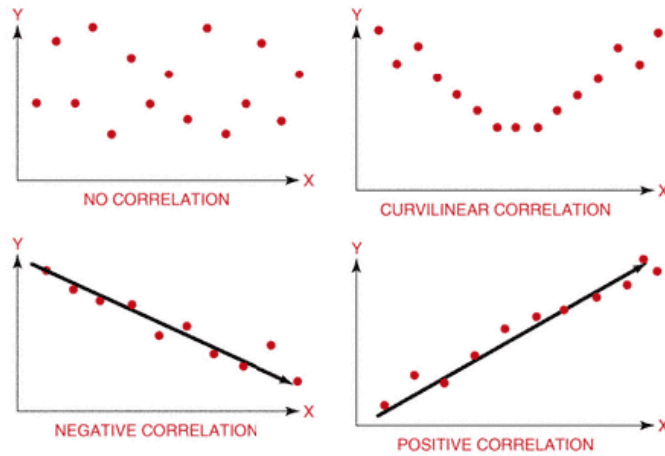 Y
X
NO CORRELATION
Y
X
CURVILINEAR CORRELATION
Y
X
NEGATIVE CORRELATION
Y
X
POSITIVE CORRELATION